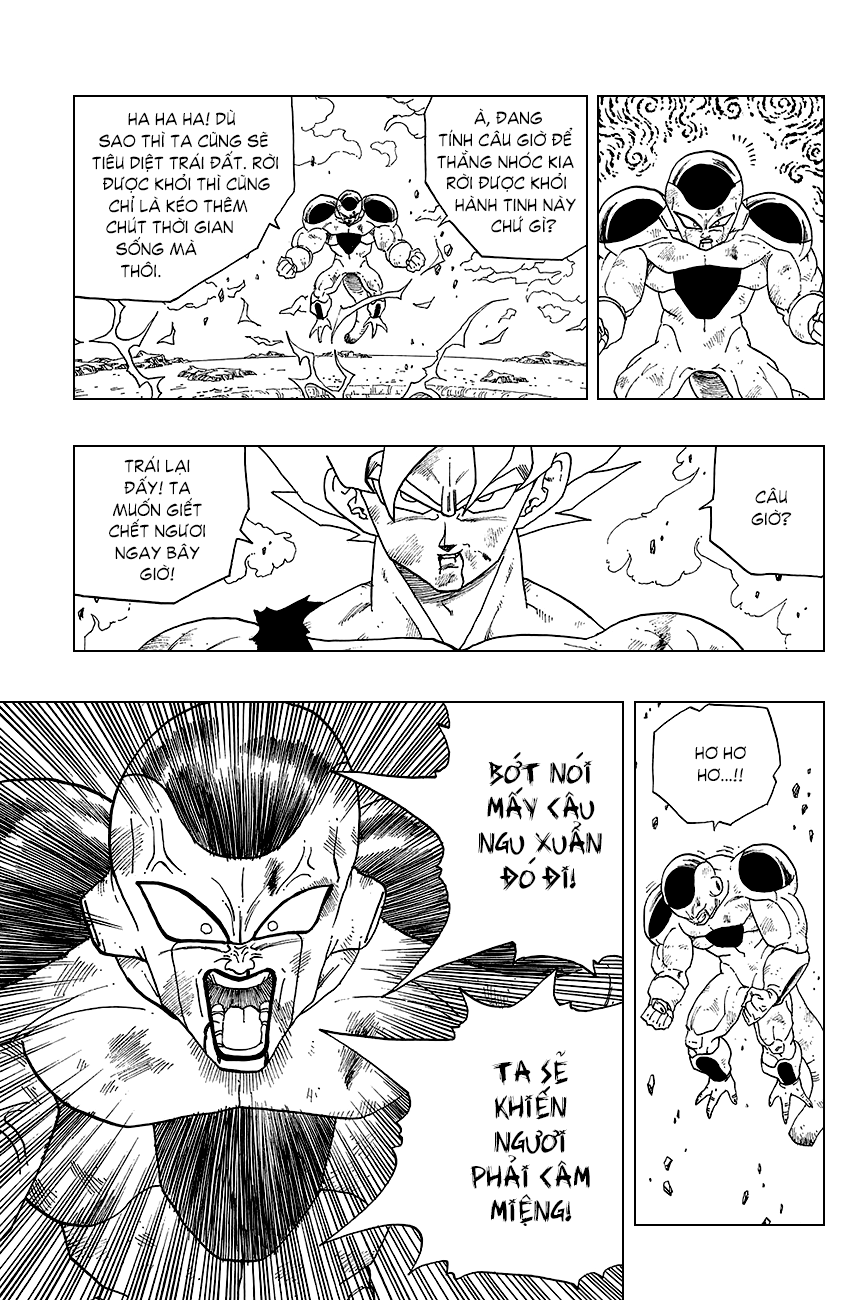 À, ĐANG
TÍNH CÂU GIỜ ĐỂ
THẰNG NHÓC KIA
RỜI ĐƯỢC KHỎI
HÀNH TINH NÀY
CHỨ GÌ?
HA HA HA! DÙ
SAO THÌ TA CŨNG SẼ
TIÊU DIỆT TRÁI ĐẤT. RỜI
ĐƯỢC KHỎI THÌ CŨNG
CHỈ LÀ KÉO THÊM
CHÚT THỜI GIAN
SỐNG MÀ
THÔI.
CÂU
GIỜ?
TRÁI LẠI
ĐẤY! TA
MUỐN GIẾT
CHẾT NGƯƠI
NGAY BÂY
GIỜ!
HƠ HƠ
HƠ...!!
BỚT NÓI
MẤY CÂU
NGU XUẨN
ĐÓ ĐI!
TA SẼ
KHIẾN
NGƯƠI
PHẢI CÂM
MIỆNG!